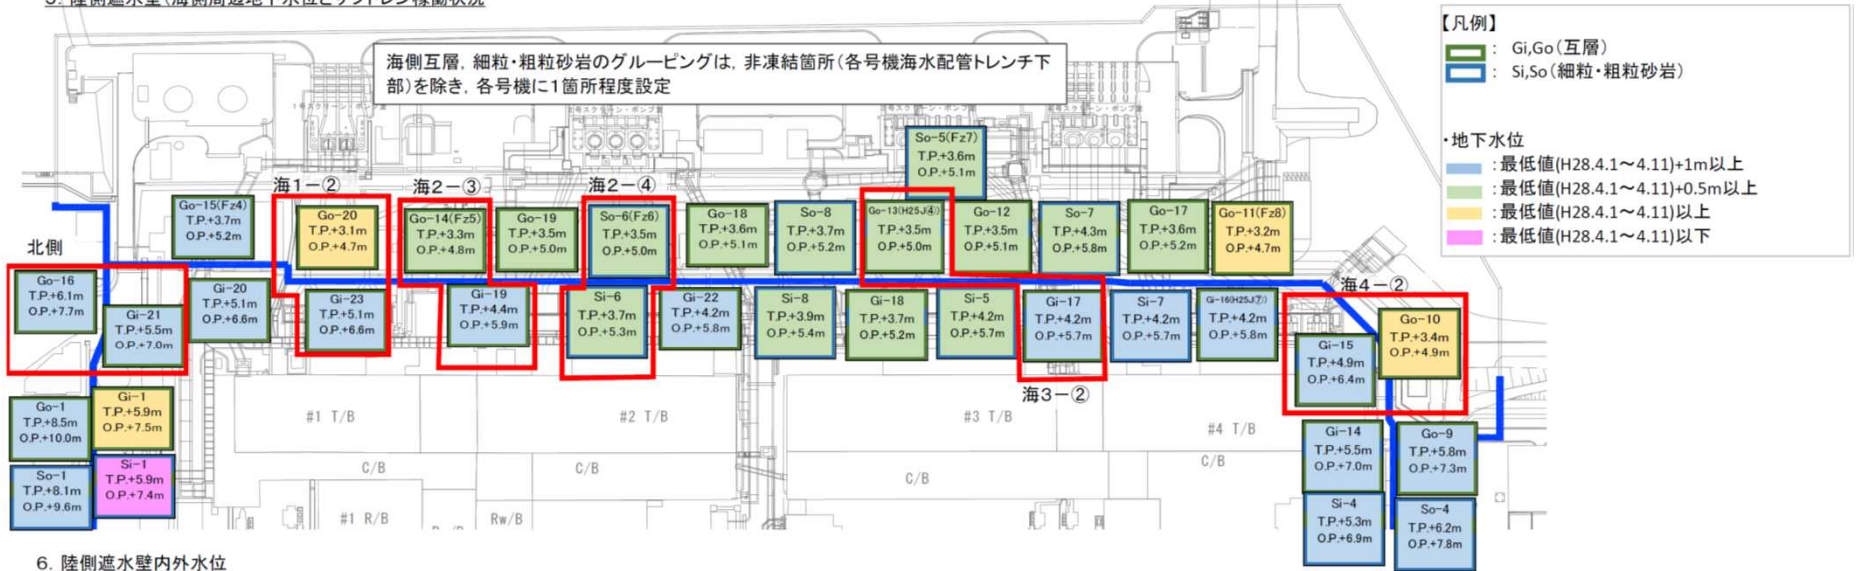 5. 陸側遮水壁(海側周辺地下水位とサブドレン稼働状況
海側互層, 細粒・粗粒砂岩のグルーピングは, 非凍結箇所(各号機海水配管トレンチ下
部)を除き, 各号機に1箇所程度設定
【凡例】
: Gi,Go(互層)
: Si,So(細粒・粗粒砂岩)
・地下水位
: 最低値(H28.4.1~4.11)+1m以上
: 最低値(H28.4.1~4.11)+0.5m以上
: 最低値(H28.4.1~4.11)以上
: 最低値(H28.4.1~4.11)以下
So-5(Fz7)
T.P.+3.6m
O.P.+5.1m
海1-②
海2-③
海2-④
Go-15(Fz4)
T.P.+3.7m
O.P.+5.2m
Go-20
T.P.+3.1m
O.P.+4.7m
Go-14(Fz5)
T.P.+3.3m
O.P.+4.8m
Go-19
T.P.+3.5m
O.P.+5.0m
So-6(Fz6)
T.P.+3.5m
O.P.+5.0m
Go-18
T.P.+3.6m
O.P.+5.1m
So-8
T.P.+3.7m
O.P.+5.2m
Go-13(H25J④)
T.P.+3.5m
O.P.+5.0m
Go-12
T.P.+3.5m
O.P.+5.1m
So-7
T.P.+4.3m
O.P.+5.8m
Go-17
T.P.+3.6m
O.P.+5.2m
Go-11(Fz8)
T.P.+3.2m
O.P.+4.7m
北側
Go-16
T.P.+6.1m
O.P.+7.7m
Gi-21
T.P.+5.5m
O.P.+7.0m
Gi-20
T.P.+5.1m
O.P.+6.6m
Gi-23
T.P.+5.1m
O.P.+6.6m
Gi-19
T.P.+4.4m
O.P.+5.9m
Si-6
T.P.+3.7m
O.P.+5.3m
Gi-22
T.P.+4.2m
O.P.+5.8m
Si-8
T.P.+3.9m
O.P.+5.4m
Gi-18
T.P.+3.7m
O.P.+5.2m
Si-5
T.P.+4.2m
O.P.+5.7m
Gi-17
T.P.+4.2m
O.P.+5.7m
Si-7
T.P.+4.2m
O.P.+5.7m
Gi-16(H25J⑦)
T.P.+4.2m
O.P.+5.8m
海4-②
Gi-15
T.P.+4.9m
O.P.+6.4m
Go-10
T.P.+3.4m
O.P.+4.9m
海3-②
Go-1
T.P.+8.5m
O.P.+10.0m
Gi-1
T.P.+5.9m
O.P.+7.5m
#1 T/B
#2 T/B
#3 T/B
#4 T/B
Gi-14
T.P.+5.5m
O.P.+7.0m
Go-9
T.P.+5.8m
O.P.+7.3m
So-1
T.P.+8.1m
O.P.+9.6m
Si-1
T.P.+5.9m
O.P.+7.4m
C/B
C/B
C/B
C/B
#1 R/B
Rw/B
Si-4
T.P.+5.3m
O.P.+6.9m
So-4
T.P.+6.2m
O.P.+7.8m
6. 陸側遮水壁内外水位